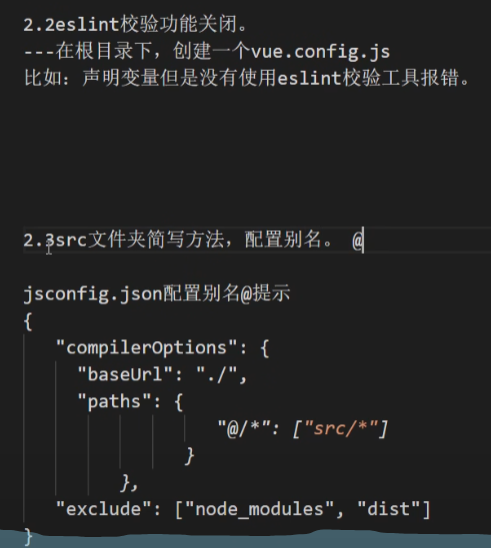 2.2eslint校验功能关闭。
---在根目录下，创建一个vue.config.js
比如：声明变量但是没有使用eslint校验工具报错。
2.3src文件夹简写方法，配置别名。 @
jsconfig.json配置别名@提示
{
"compilerOptions": {
"baseUrl": "./",
"paths": {
"@/*": ["src/*"]
}
},
"exclude": ["node_modules", "dist"]
}